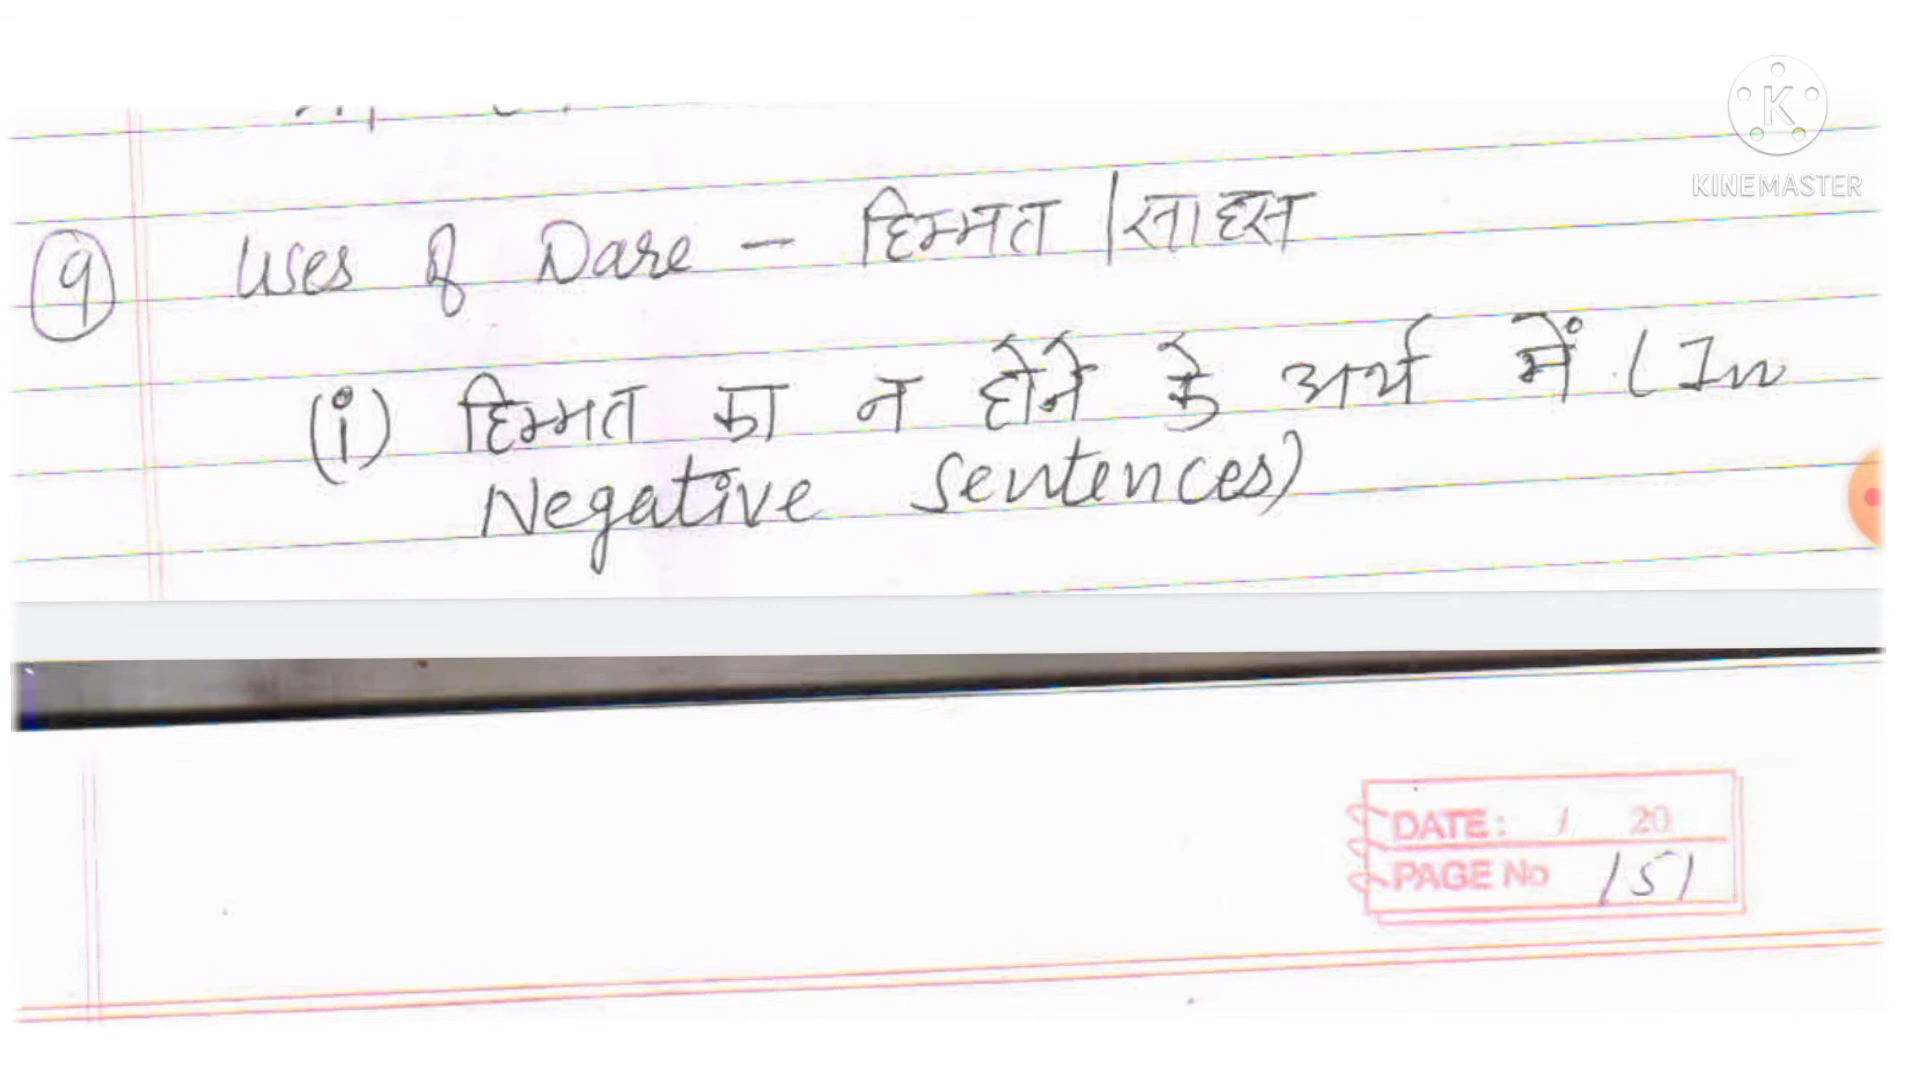 KINEMASTER
9 Uses of Dare - हिम्मत | साहस
(i) हिम्मत का न होने के अर्थ में (In
Negative Sentences)
DATE: / 20
PAGE No 151